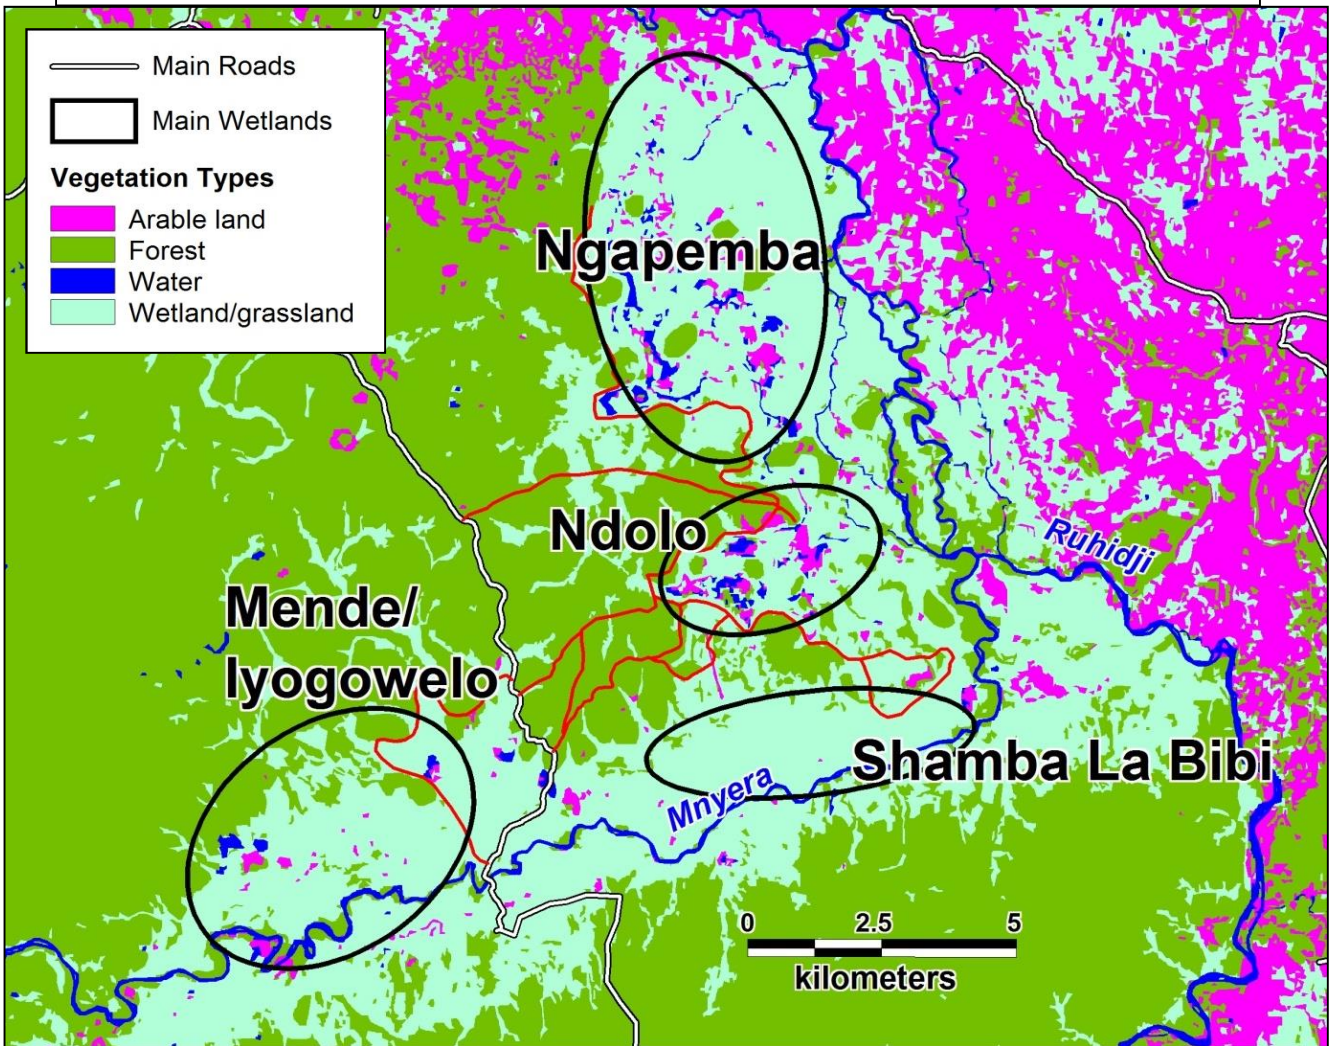 Main Roads
Main Wetlands
Vegetation Types
Arable land
Forest
Water
Wetland/grassland
Ngapemba
Ndolo
Ruhidji
Mende/
Iyogowelo
Shamba La Bibi
Mnyera
0 2.5 5
kilometers